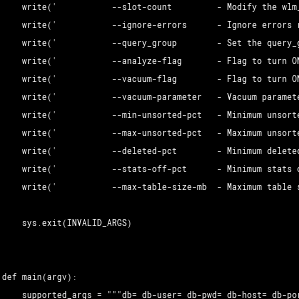 write('           --slot-count         - Modify the wlm_
write('           --ignore-errors      - Ignore errors
write('           --query_group        - Set the query_g
write('           --analyze-flag       - Flag to turn ON
write('           --vacuum-flag        - Flag to turn ON
write('           --vacuum-parameter   - Vacuum paramete
write('           --min-unsorted-pct   - Minimum unsorte
write('           --max-unsorted-pct   - Maximum unsorte
write('           --deleted-pct        - Minimum deleted
write('           --stats-off-pct      - Minimum stats o
write('           --max-table-size-mb  - Maximum table s
sys.exit(INVALID_ARGS)
def main(argv):
supported_args = """db= db-user= db-pwd= db-host= db-por